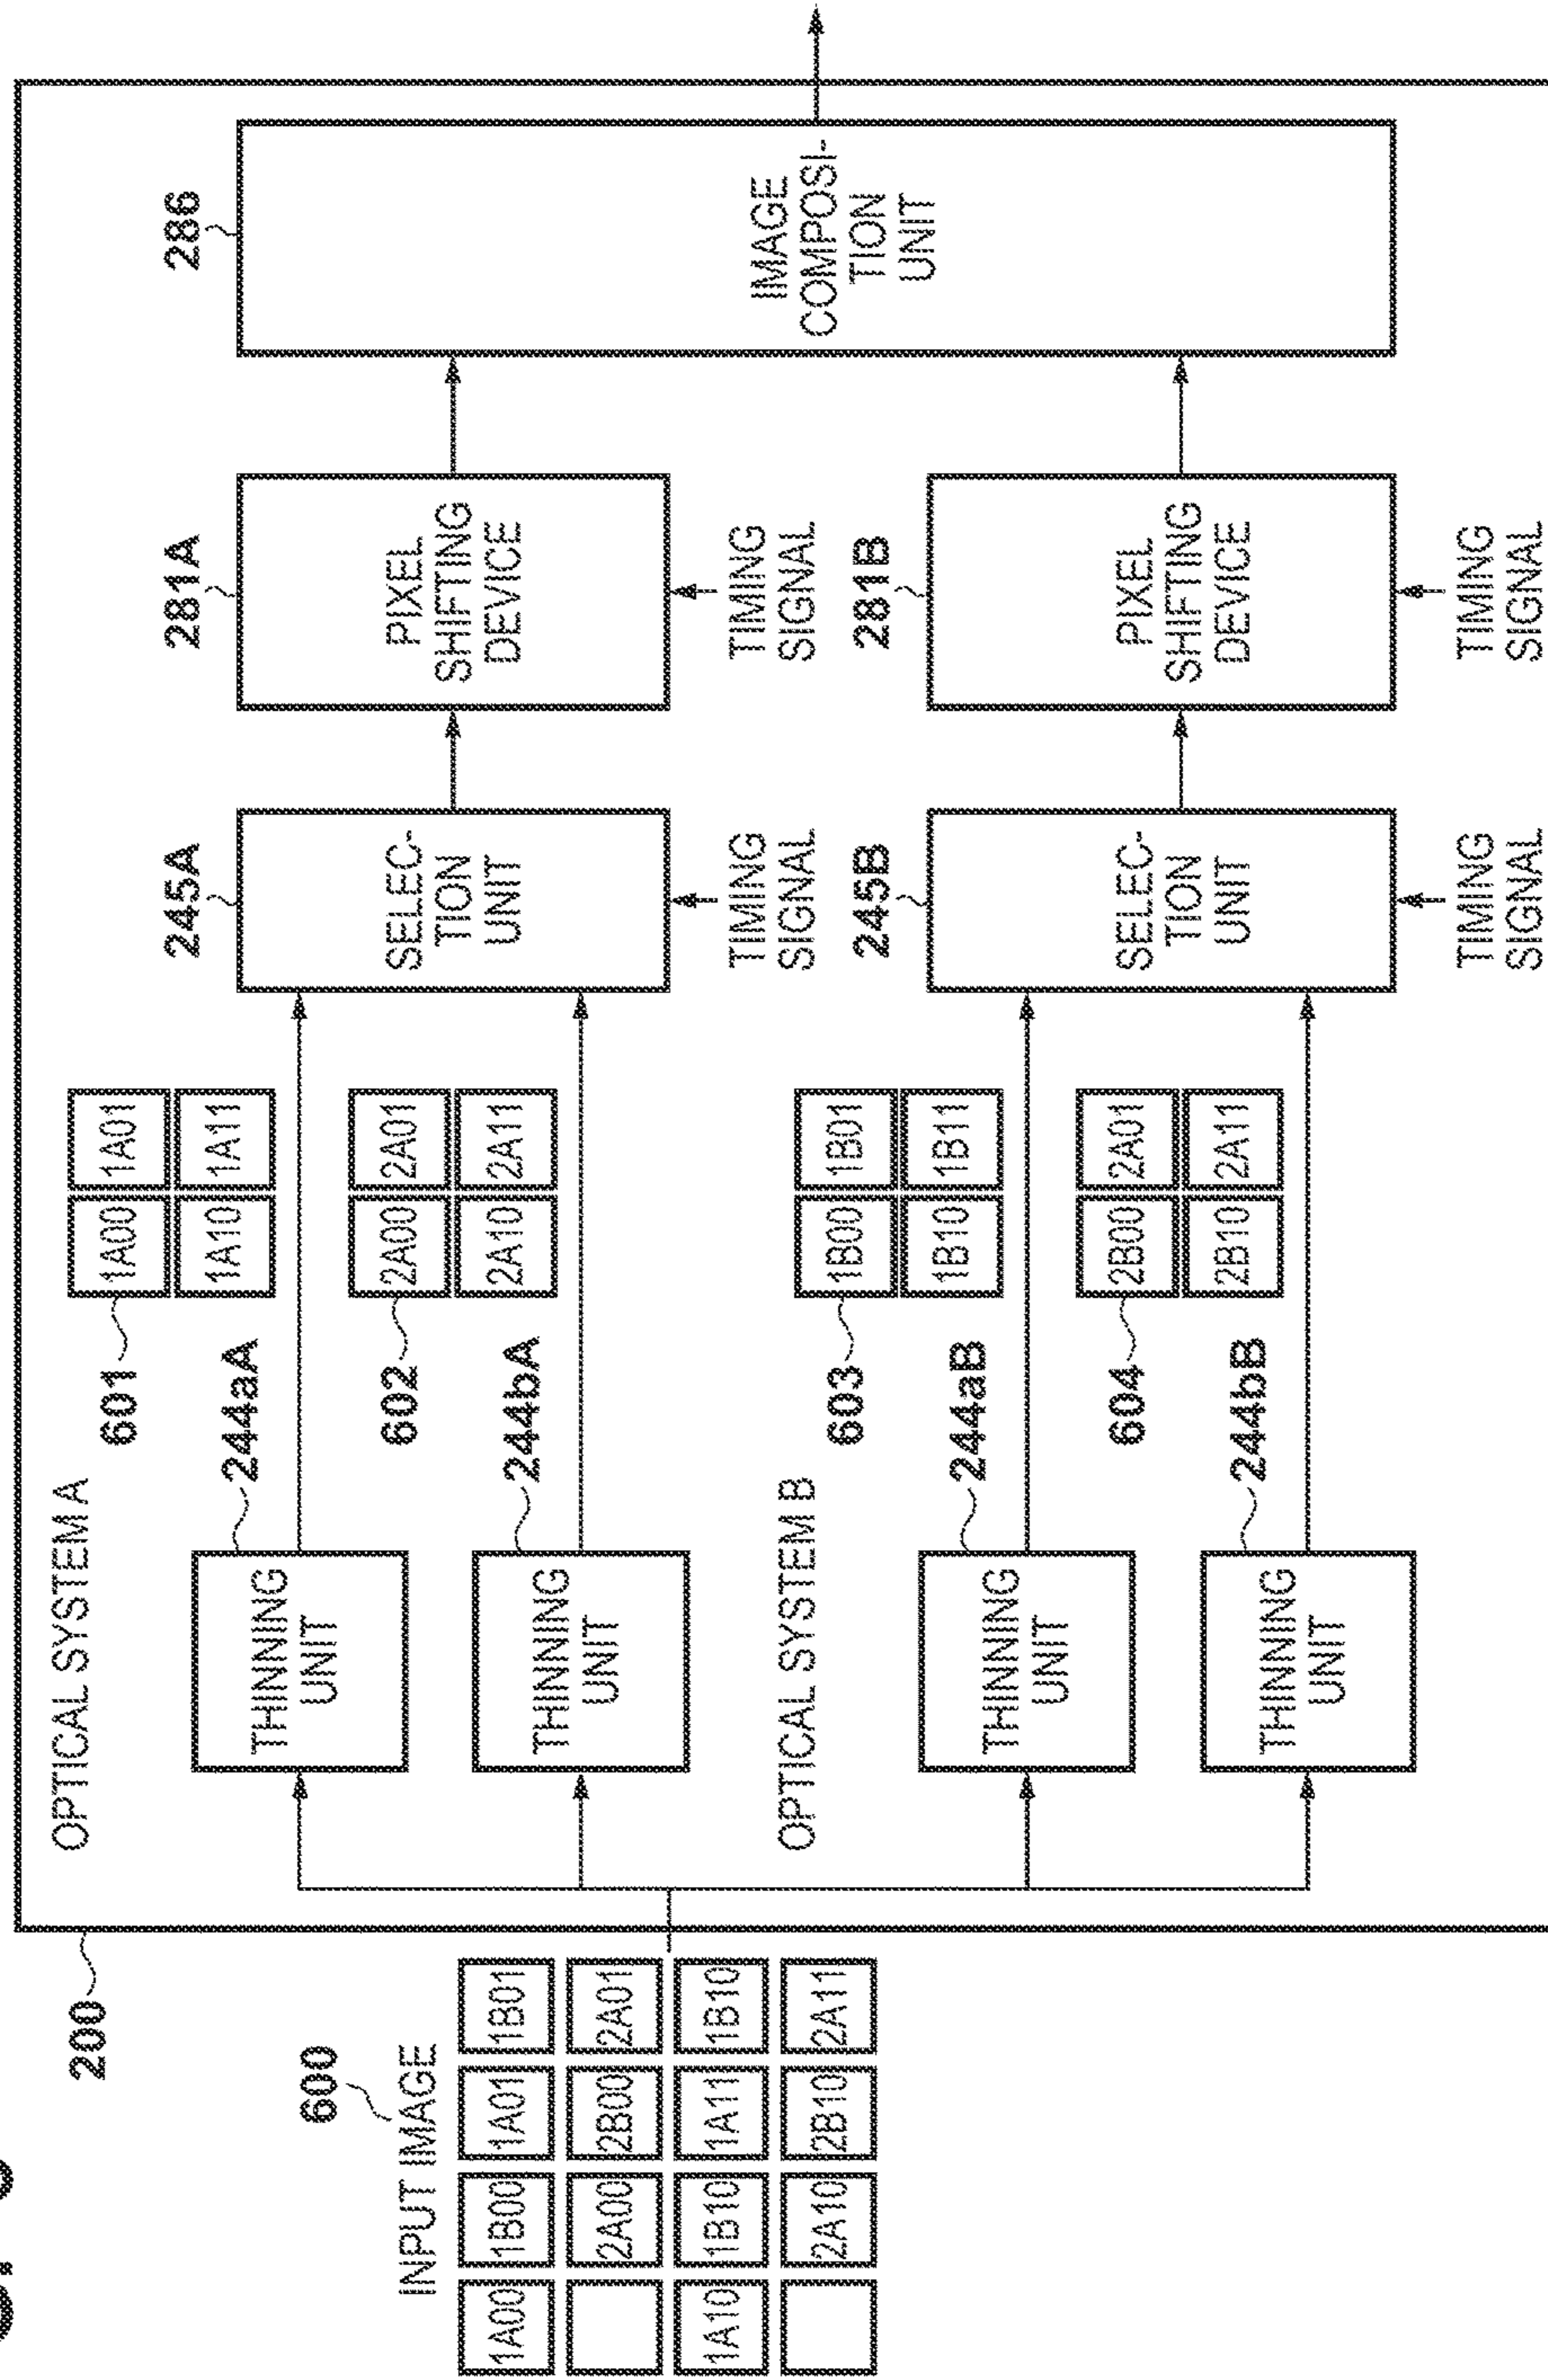 200
600
INPUT IMAGE
1A00 1B00 1A01 1B01
2A00 2B00 2A01
1A10 1B10 1A11 1B10
2A10 2B10 2A11
OPTICAL SYSTEM A
601
1A00 1A01
1A10 1A11
244aA
THINNING
UNIT
602
2A00 2A01
2A10 2A11
244bA
THINNING
UNIT
245A
SELEC-
TION
UNIT
TIMING
SIGNAL
281A
PIXEL
SHIFTING
DEVICE
TIMING
SIGNAL
286
IMAGE
COMPOSI-
TION
UNIT
OPTICAL SYSTEM B
603
1B00 1B01
1B10 1B11
244aB
THINNING
UNIT
604
2B00 2A01
2B10 2A11
244bB
THINNING
UNIT
245B
SELEC-
TION
UNIT
TIMING
SIGNAL
281B
PIXEL
SHIFTING
DEVICE
TIMING
SIGNAL